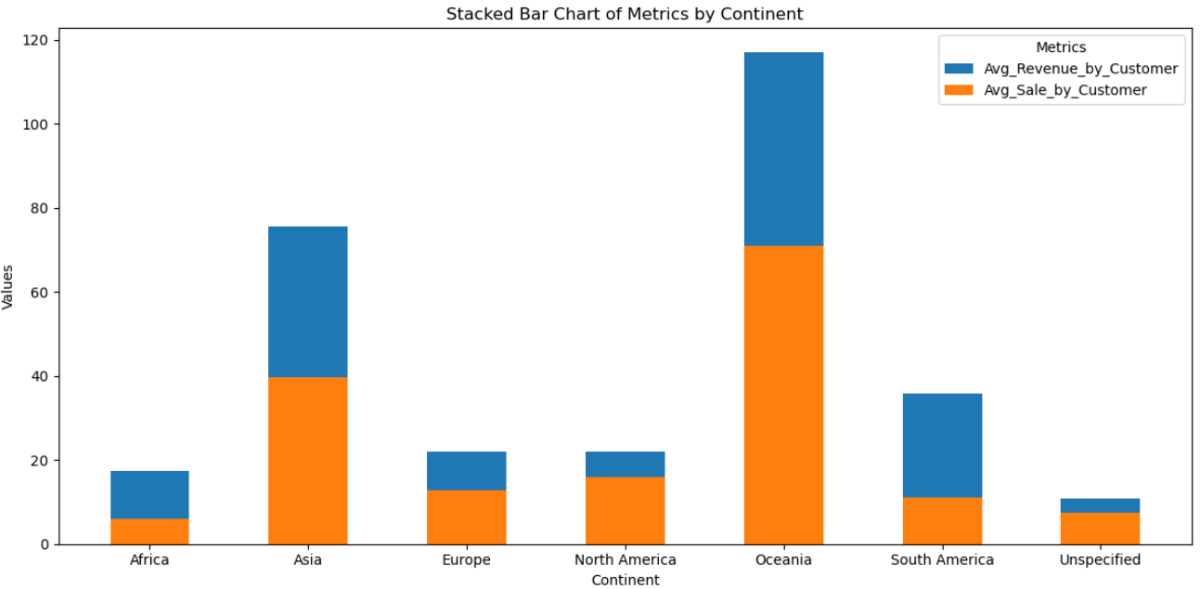 Stacked Bar Chart of Metrics by Continent
Metrics
Avg_Revenue_by_Customer
Avg_Sale_by_Customer
Values
120
100
80
60
40
20
0
Africa
Asia
Europe
North America
Oceania
South America
Unspecified
Continent